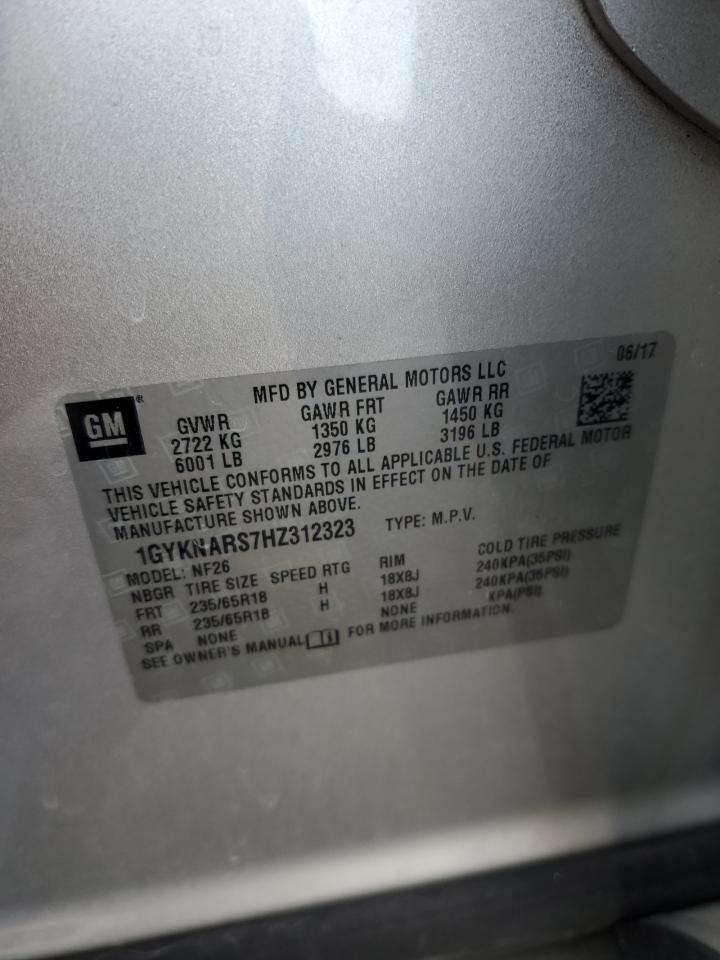 06/17
MFD BY GENERAL MOTORS LLC
GM®
GVWR GAWR FRT GAWR RR
2722 KG 1350 KG 1450 KG
6001 LB 2976 LB 3196 LB
THIS VEHICLE CONFORMS TO ALL APPLICABLE U.S. FEDERAL MOTOR
VEHICLE SAFETY STANDARDS IN EFFECT ON THE DATE OF
MANUFACTURE SHOWN ABOVE.
1GYKNARS7HZ312323 TYPE: M.P.V.
MODEL: NF26
NBGR TIRE SIZE SPEED RTG RIM COLD TIRE PRESSURE
FRT 235/65R18 H 18X8J 240KPA(35PSI)
RR 235/65R18 H 18X8J 240KPA(35PSI)
SPA NONE NONE KPA(PSI)
SEE OWNER'S MANUAL FOR MORE INFORMATION.